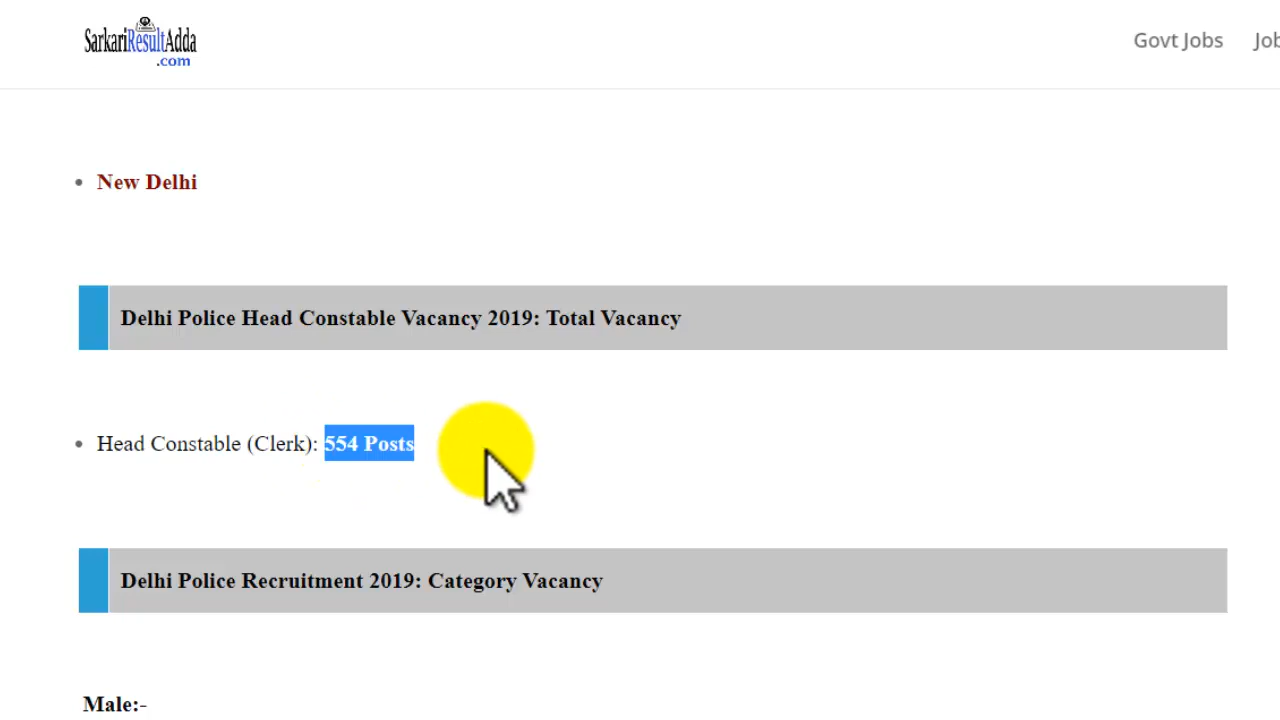 SarkariResultAdda
.com
Govt Jobs
Job
New Delhi
Delhi Police Head Constable Vacancy 2019: Total Vacancy
Head Constable (Clerk): 554 Posts
Delhi Police Recruitment 2019: Category Vacancy
Male:-